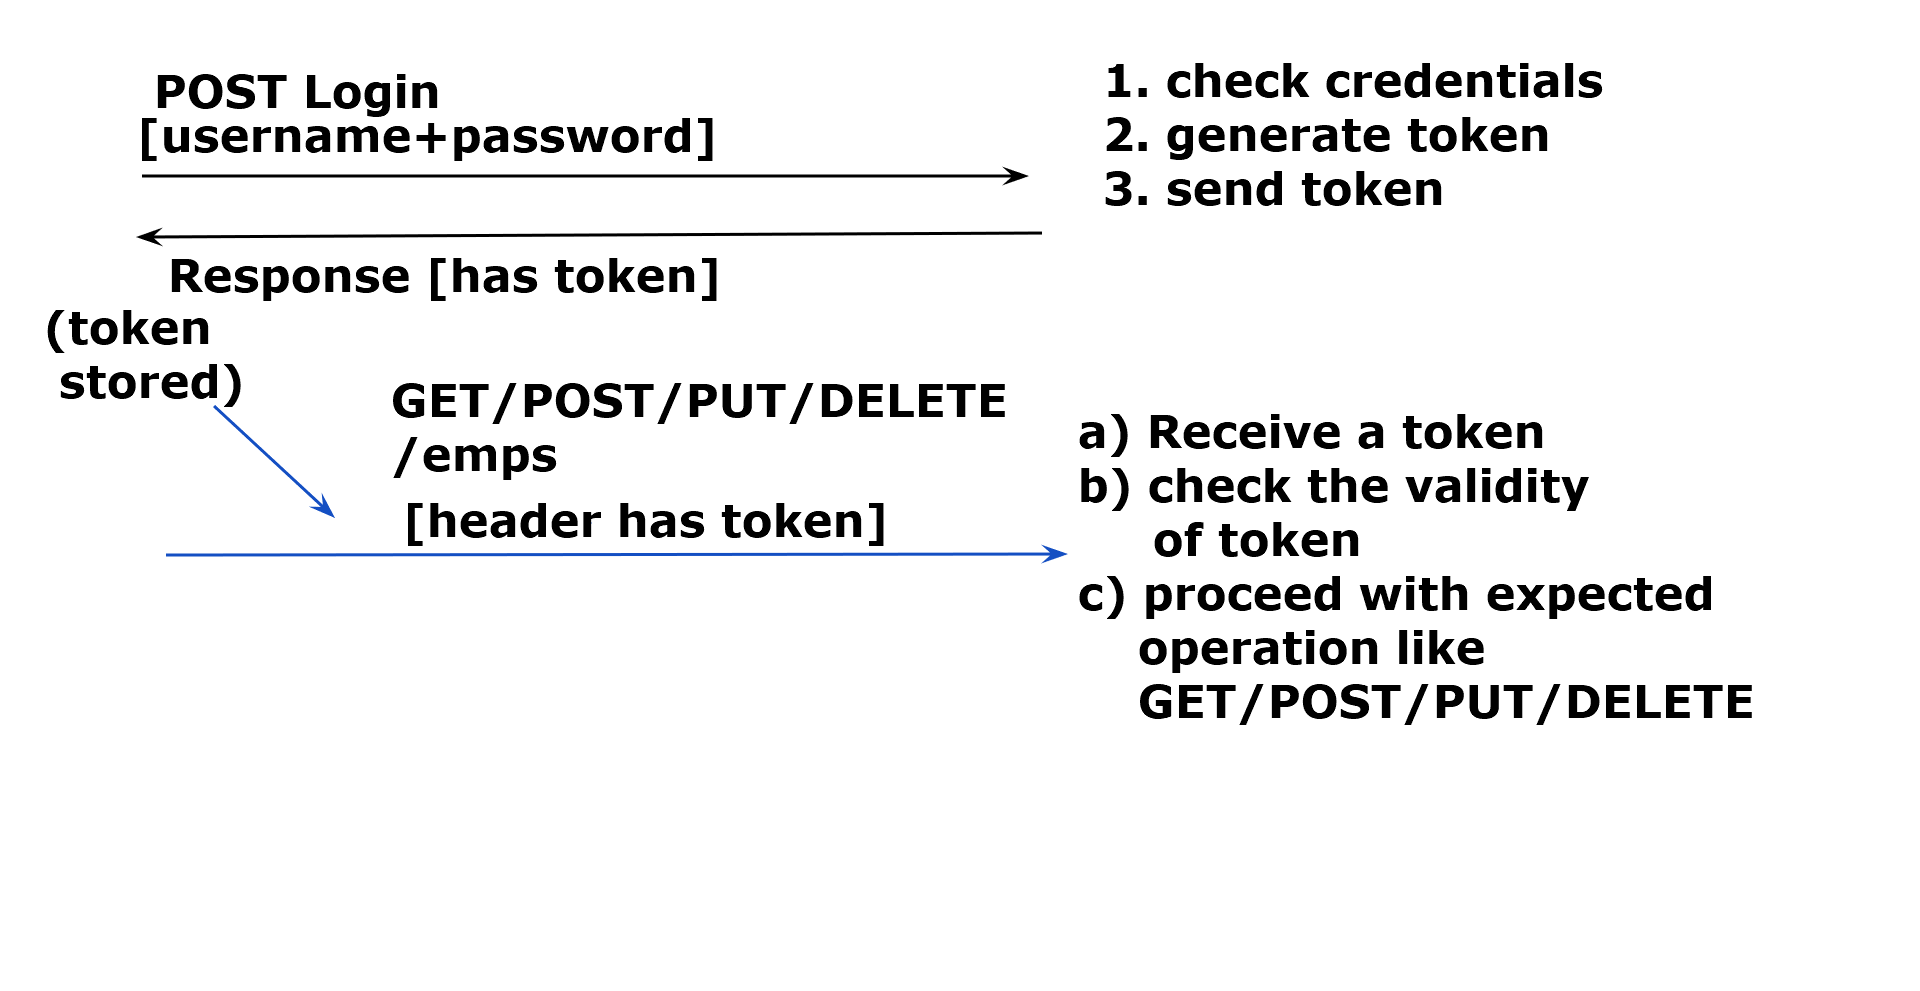 POST Login
[username+password]
1. check credentials
2. generate token
3. send token
Response [has token]
(token
stored)
GET/POST/PUT/DELETE
/emps
[header has token]
a) Receive a token
b) check the validity
of token
c) proceed with expected
operation like
GET/POST/PUT/DELETE